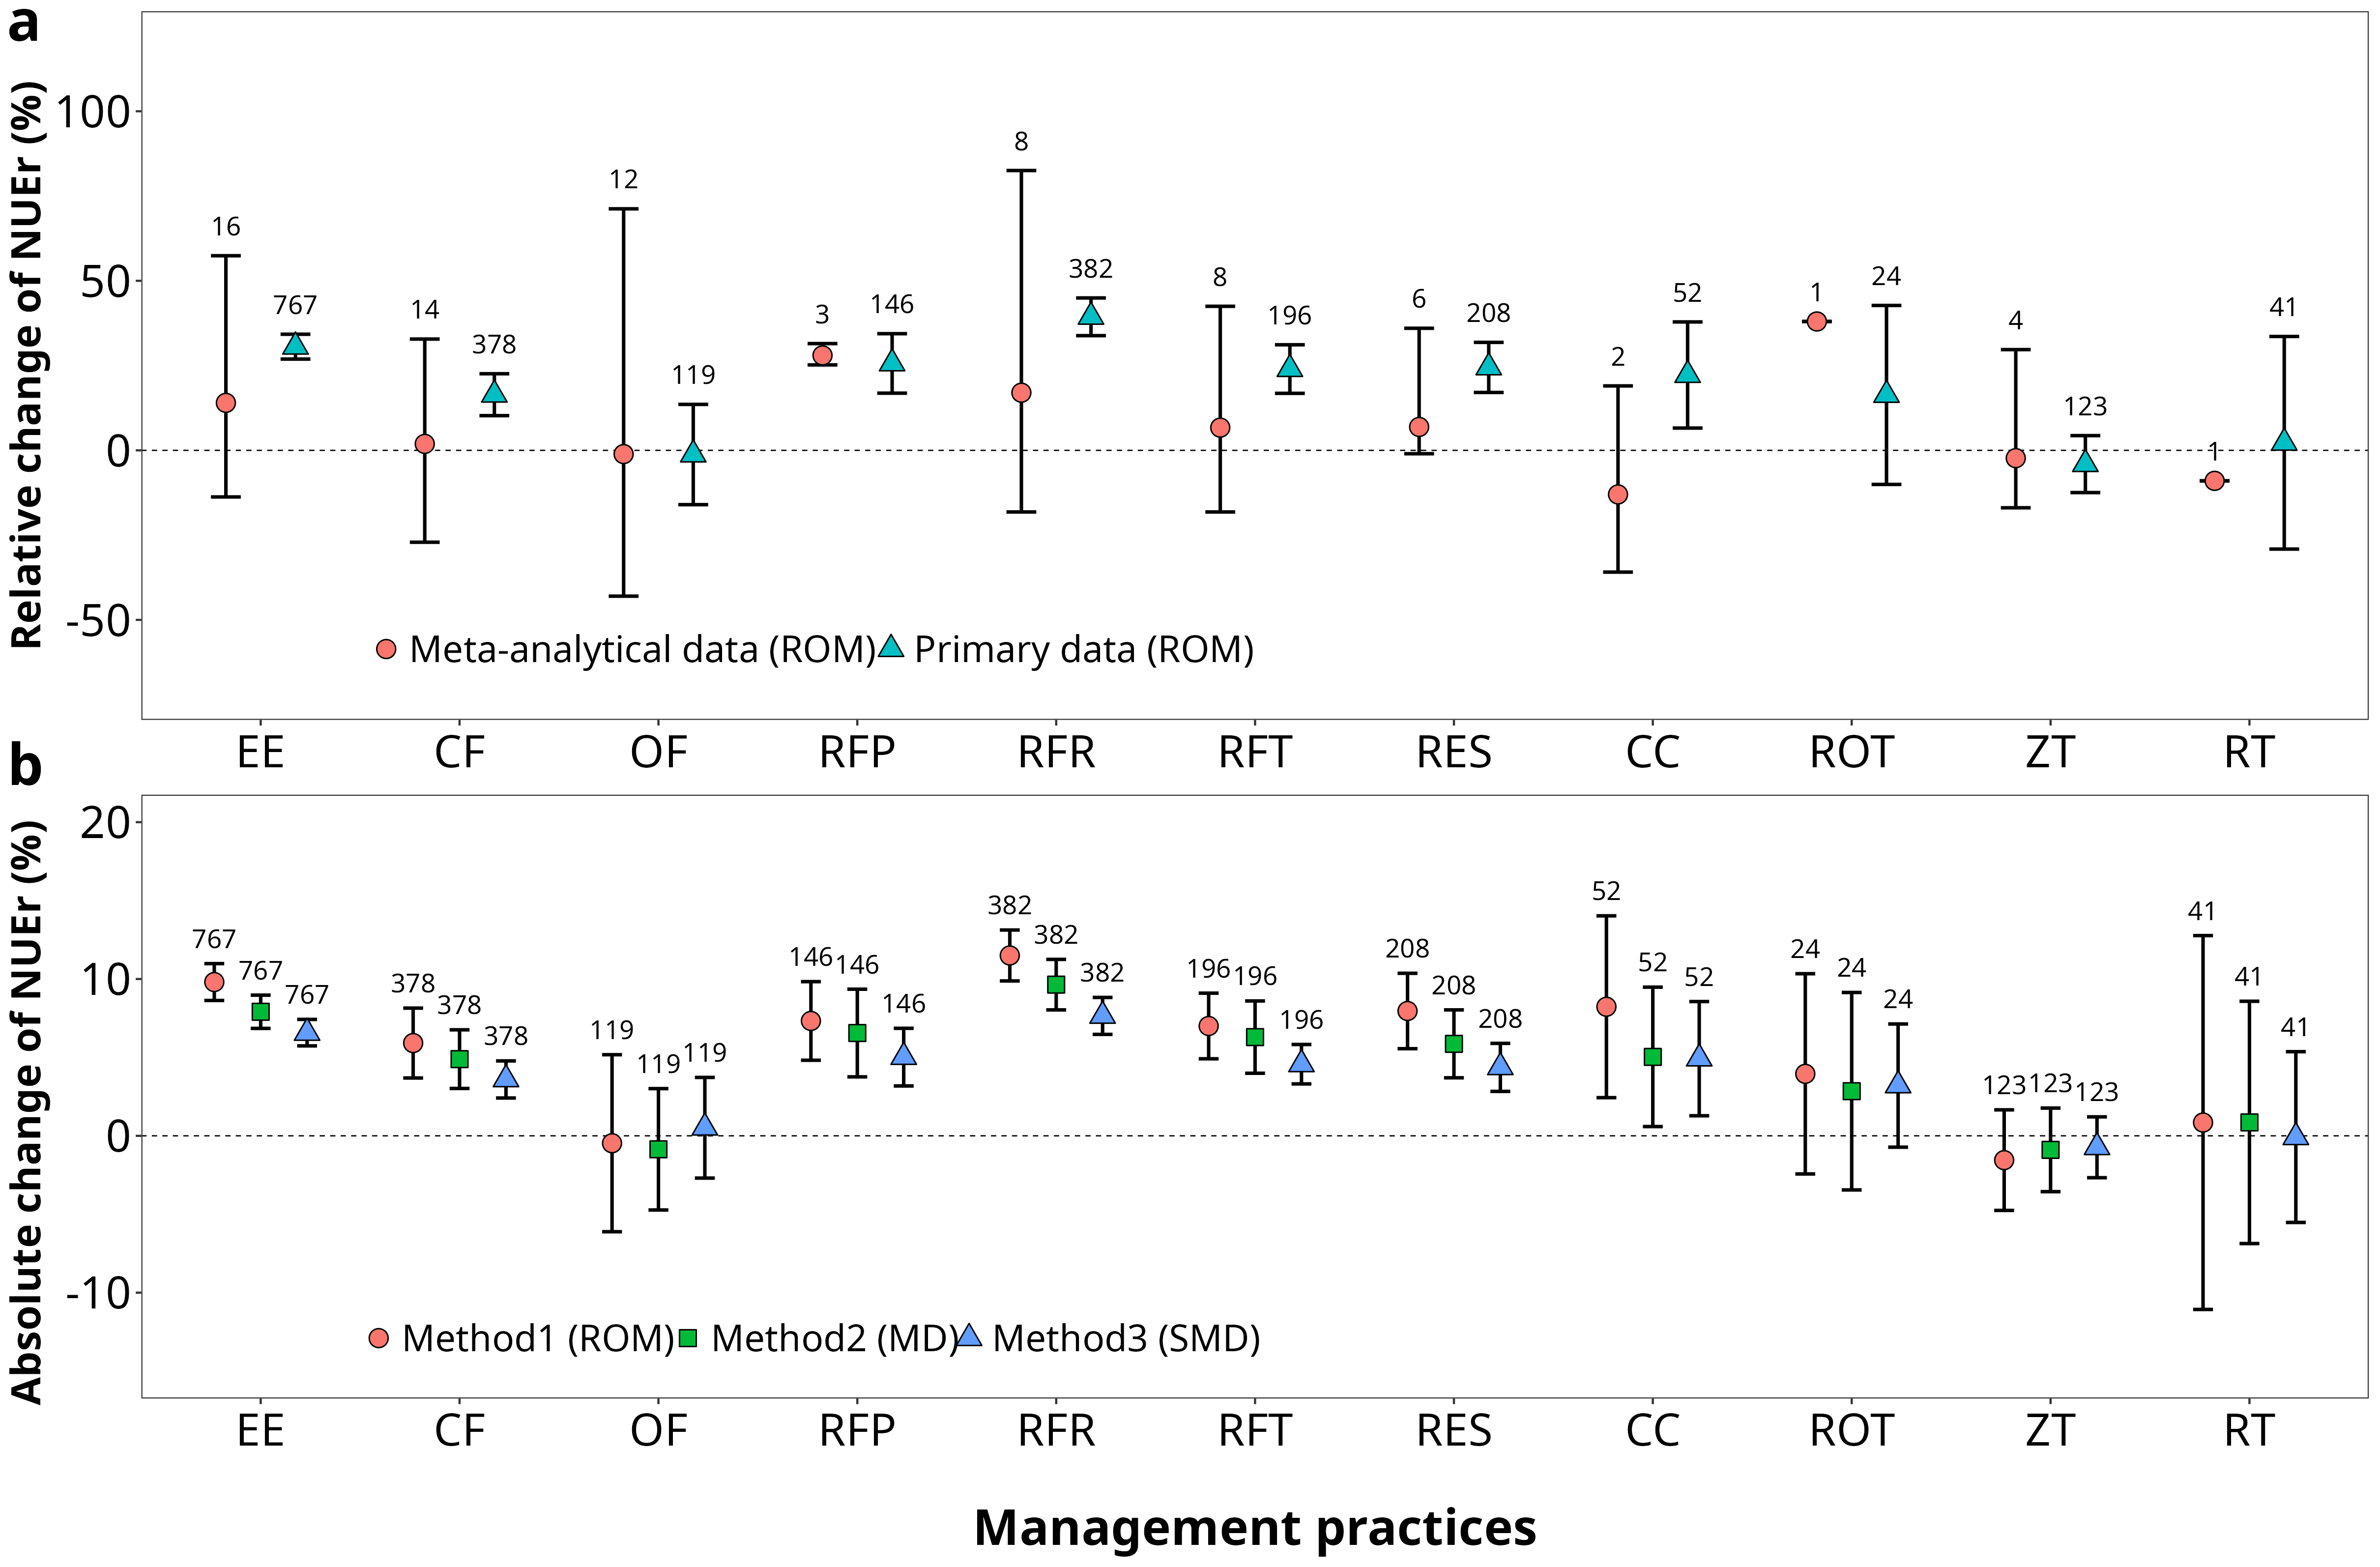 a
Relative change of NUEr (%)
100
50
0
-50
16 767 14 378 12 119 3 146 8 382 8 196 6 208 2 52 1 24 4 123 1 41
Meta-analytical data (ROM) Primary data (ROM)
EE CF OF RFP RFR RFT RES CC ROT ZT RT
b
Absolute change of NUEr (%)
20
10
0
-10
767 767 767 378 378 378 119 119 119 146 146 146 382 382 382 196 196 196 208 208 208 52 52 52 24 24 24 123 123 123 41 41 41
Method1 (ROM) Method2 (MD) Method3 (SMD)
EE CF OF RFP RFR RFT RES CC ROT ZT RT
Management practices